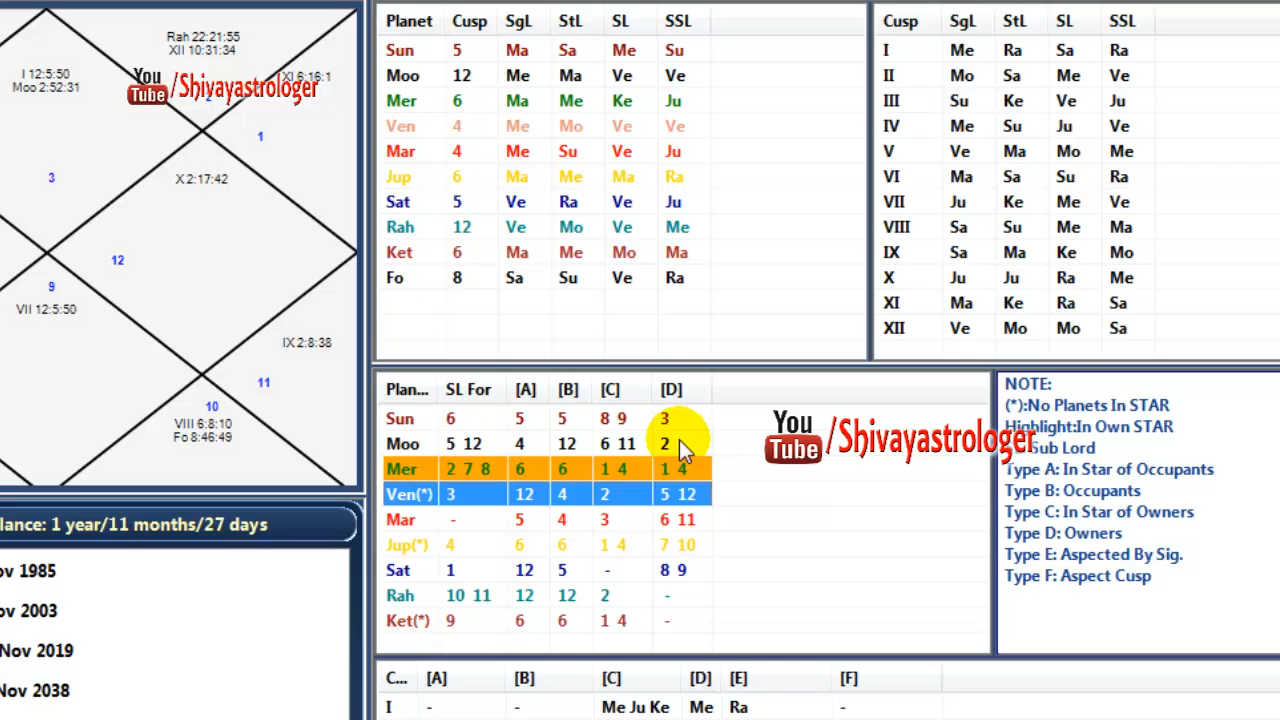 Rah 22:21:55
XII 10:31:34
I 12:5:50
Moo 2:52:31
XI 6:16:1
You Tube /Shivayastrologer
2
1
3
X 2:17:42
12
9
VII 12:5:50
IX 2:8:38
11
10
VIII 6:8:10
Fo 8:46:49
lance: 1 year/11 months/27 days
ov 1985
ov 2003
Nov 2019
Nov 2038
Planet Cusp SgL StL SL SSL
Sun 5 Ma Sa Me Su
Moo 12 Me Ma Ve Ve
Mer 6 Ma Me Ke Ju
Ven 4 Me Mo Ve Ve
Mar 4 Me Su Ve Ju
Jup 6 Ma Me Ma Ra
Sat 5 Ve Ra Ve Ju
Rah 12 Ve Mo Ve Me
Ket 6 Ma Me Mo Ma
Fo 8 Sa Su Ve Ra
Cusp SgL StL SL SSL
I Me Ra Sa Ra
II Mo Sa Me Ve
III Su Ke Ve Ju
IV Me Su Ju Ve
V Ve Ma Mo Me
VI Ma Sa Su Ra
VII Ju Ke Me Ve
VIII Sa Su Me Ma
IX Sa Ma Ke Mo
X Ju Ju Ra Me
XI Ma Ke Ra Sa
XII Ve Mo Mo Sa
Plan... SL For [A] [B] [C] [D]
Sun 6 5 5 8 9 3
Moo 5 12 4 12 6 11 2
Mer 2 7 8 6 6 1 4 1 4
Ven(*) 3 12 4 2 5 12
Mar - 5 4 3 6 11
Jup(*) 4 6 6 1 4 7 10
Sat 1 12 5 - 8 9
Rah 10 11 12 12 2 -
Ket(*) 9 6 6 1 4 -
You Tube /Shivayastrologer
NOTE:
(*):No Planets In STAR
Highlight:In Own STAR
Sub Lord
Type A: In Star of Occupants
Type B: Occupants
Type C: In Star of Owners
Type D: Owners
Type E: Aspected By Sig.
Type F: Aspect Cusp
C... [A] [B] [C] [D] [E] [F]
I - - Me Ju Ke Me Ra -